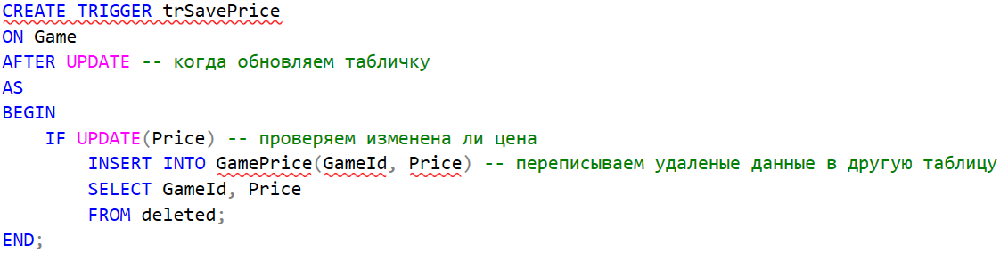 CREATE TRIGGER trSavePrice
ON Game
AFTER UPDATE -- когда обновляем табличку
AS
BEGIN
    IF UPDATE(Price) -- проверяем изменена ли цена
        INSERT INTO GamePrice(GameId, Price) -- переписываем удаленые данные в другую таблицу
        SELECT GameId, Price
        FROM deleted;
END;